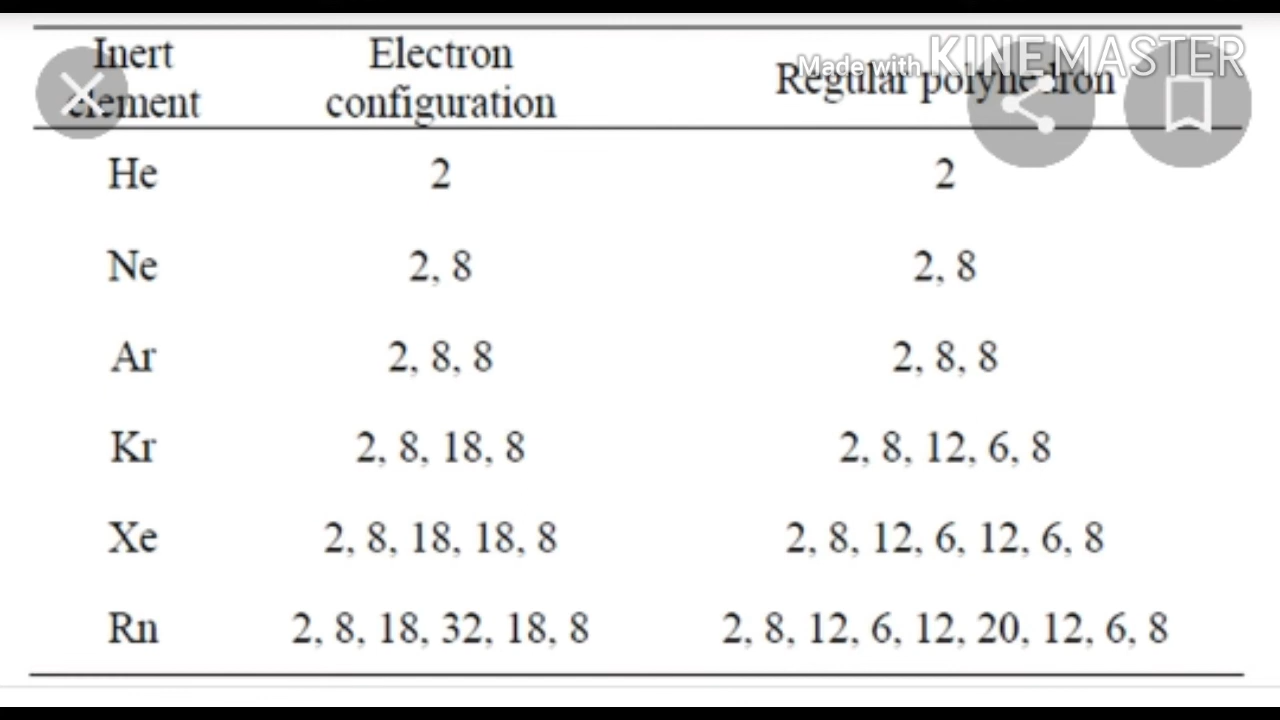 Made with KINEMASTER
Inert element Electron configuration Regular polyhedron
He 2 2
Ne 2, 8 2, 8
Ar 2, 8, 8 2, 8, 8
Kr 2, 8, 18, 8 2, 8, 12, 6, 8
Xe 2, 8, 18, 18, 8 2, 8, 12, 6, 12, 6, 8
Rn 2, 8, 18, 32, 18, 8 2, 8, 12, 6, 12, 20, 12, 6, 8